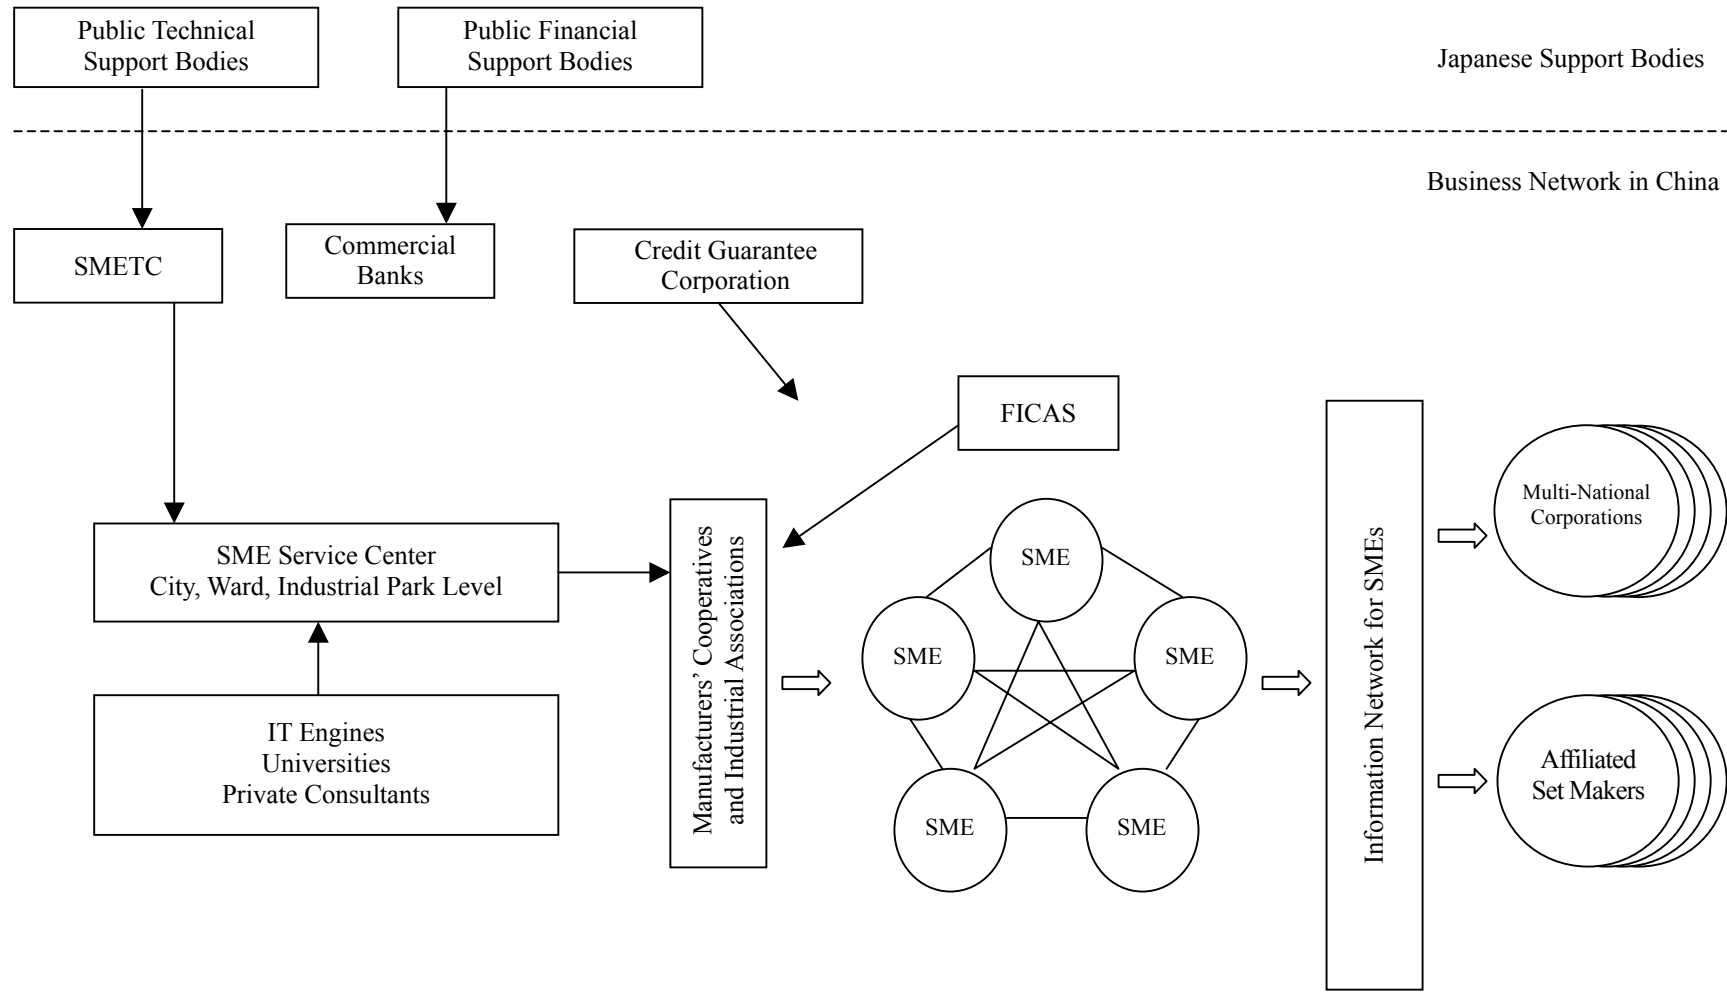 Public Technical
Support Bodies
Public Financial
Support Bodies
Japanese Support Bodies
Business Network in China
SMETC
Commercial
Banks
Credit Guarantee
Corporation
FICAS
SME Service Center
City, Ward, Industrial Park Level
IT Engines
Universities
Private Consultants
Manufacturers’ Cooperatives
and Industrial Associations
SME
SME
SME
SME
SME
Information Network for SMEs
Multi-National
Corporations
Affiliated
Set Makers